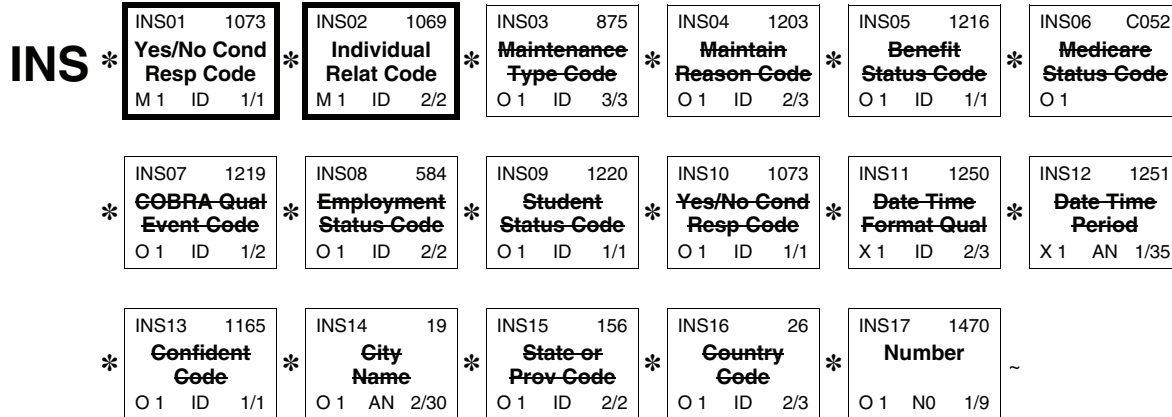 INS01 1073 INS02 1069 INS03 875 INS04 1203 INS05 1216 INS06 C052
INS * Yes/No Cond * Individual * Maintenance * Maintain * Benefit * Medicare
Resp Code Relat Code Type Code Reason Code Status Code Status Code
M 1 ID 1/1 M 1 ID 2/2 O 1 ID 3/3 O 1 ID 2/3 O 1 ID 1/1 O 1
INS07 1219 INS08 584 INS09 1220 INS10 1073 INS11 1250 INS12 1251
* COBRA Qual * Employment * Student * Yes/No Cond * Date Time * Date Time
Event Code Status Code Status Code Resp Code Format Qual Period
O 1 ID 1/2 O 1 ID 2/2 O 1 ID 1/1 O 1 ID 1/1 X 1 ID 2/3 X 1 AN 1/35
INS13 1165 INS14 19 INS15 156 INS16 26 INS17 1470
* Confident * City * State or * Country * Number ~
Code Name Prov Code Code
O 1 ID 1/1 O 1 AN 2/30 O 1 ID 2/2 O 1 ID 2/3 O 1 N0 1/9